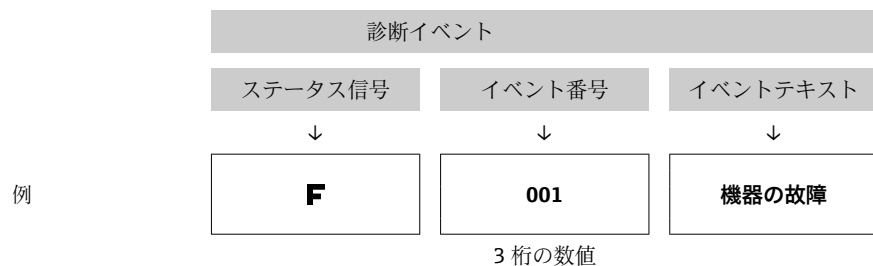 診断イベント
ステータス信号 イベント番号 イベントテキスト
↓ ↓ ↓
例 F 001 機器の故障
3 桁の数値